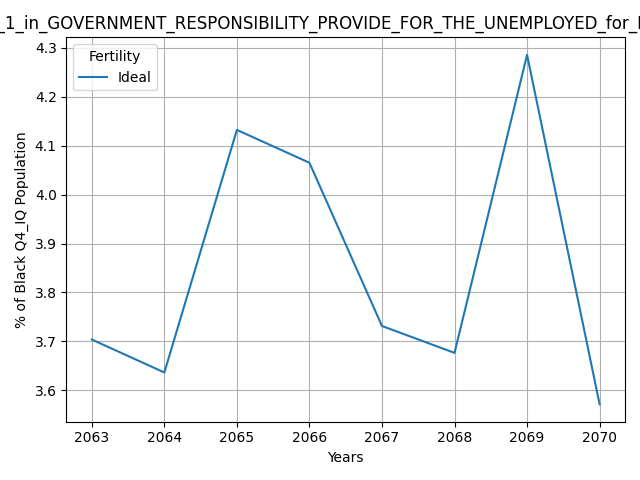 _1_in_GOVERNMENT_RESPONSIBILITY_PROVIDE_FOR_THE_UNEMPLOYED_for_
4.3
4.2
4.1
4.0
3.9
3.8
3.7
3.6
% of Black Q4_IQ Population
Fertility
Ideal
2063 2064 2065 2066 2067 2068 2069 2070
Years